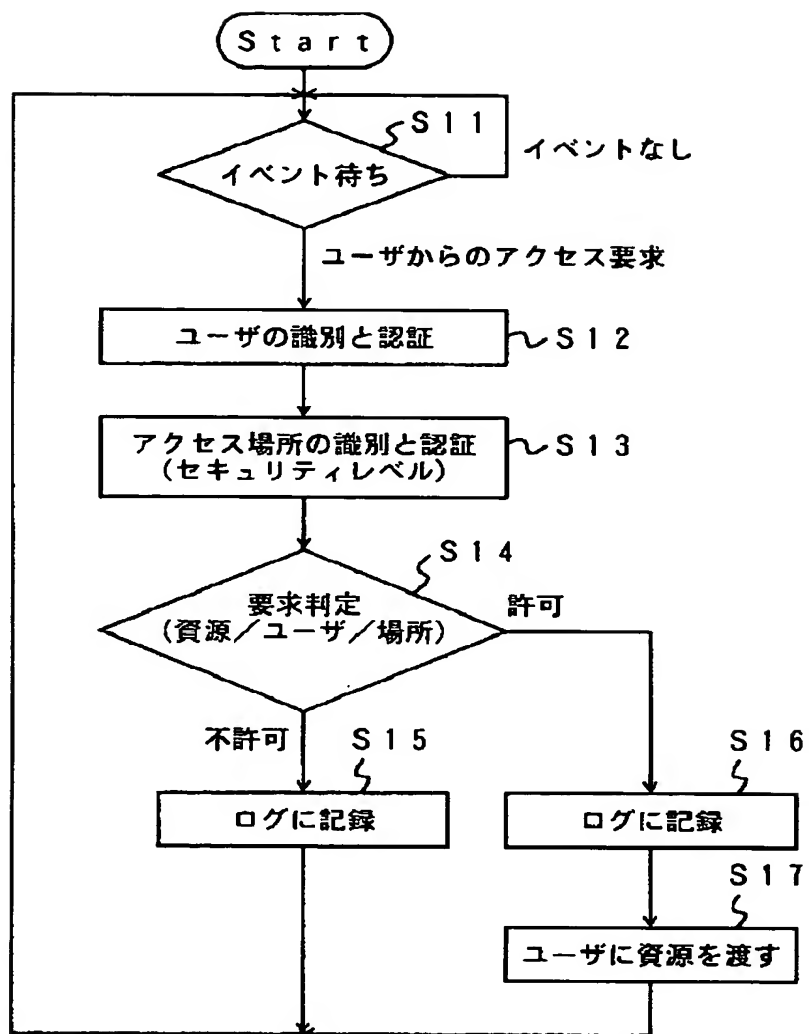 Start
S11
イベントなし
イベント待ち
ユーザからのアクセス要求
ユーザの識別と認証
S12
アクセス場所の識別と認証
(セキュリティレベル)
S13
S14
要求判定
(資源/ユーザ/場所)
許可
不許可
S15
S16
ログに記録
ログに記録
S17
ユーザに資源を渡す